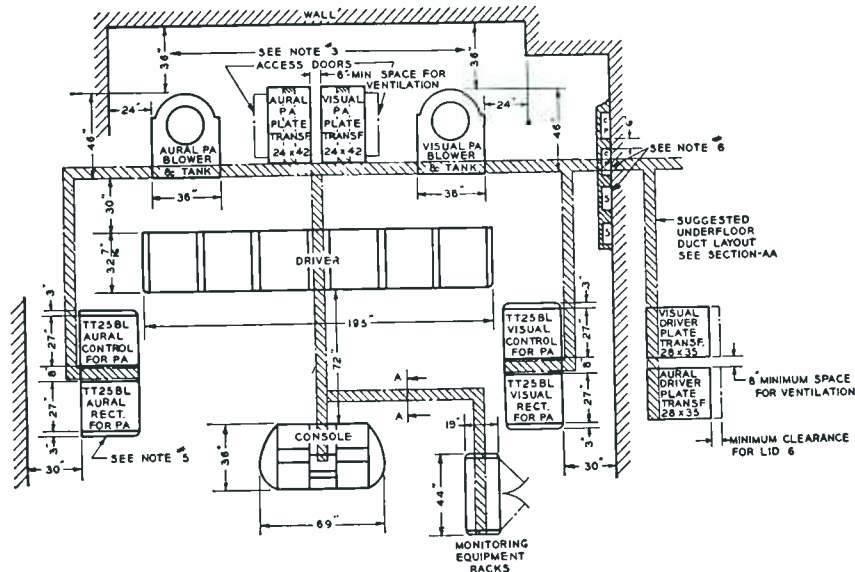 WALL
SEE NOTE #3
ACCESS DOORS
6" MIN SPACE FOR
VENTILATION
36"
36"
24"
24"
46"
46"
AURAL
PA
PLATE
TRANSF.
24 x 42
VISUAL
PA
PLATE
TRANSF.
24 x 42
AURAL PA
BLOWER
& TANK
VISUAL PA
BLOWER
& TANK
36"
36"
C
P
C
P
S
S
SEE NOTE #6
30"
SUGGESTED
UNDERFLOOR
DUCT LAYOUT
SEE SECTION-AA
DRIVER
195"
72"
3"
27"
8"
27"
3"
TT25BL
AURAL
CONTROL
FOR PA
TT25BL
AURAL
RECT.
FOR PA
30"
SEE NOTE #5
TT25BL
VISUAL
CONTROL
FOR PA
TT25BL
VISUAL
RECT.
FOR PA
3"
27"
8"
27"
3"
30"
VISUAL
DRIVER
PLATE
TRANSF.
28 x 35
AURAL
DRIVER
PLATE
TRANSF
28 x 35
8" MINIMUM SPACE
FOR VENTILATION
MINIMUM CLEARANCE
FOR LID 6
A
A
CONSOLE
36"
69"
19"
44"
MONITORING
EQUIPMENT
RACKS